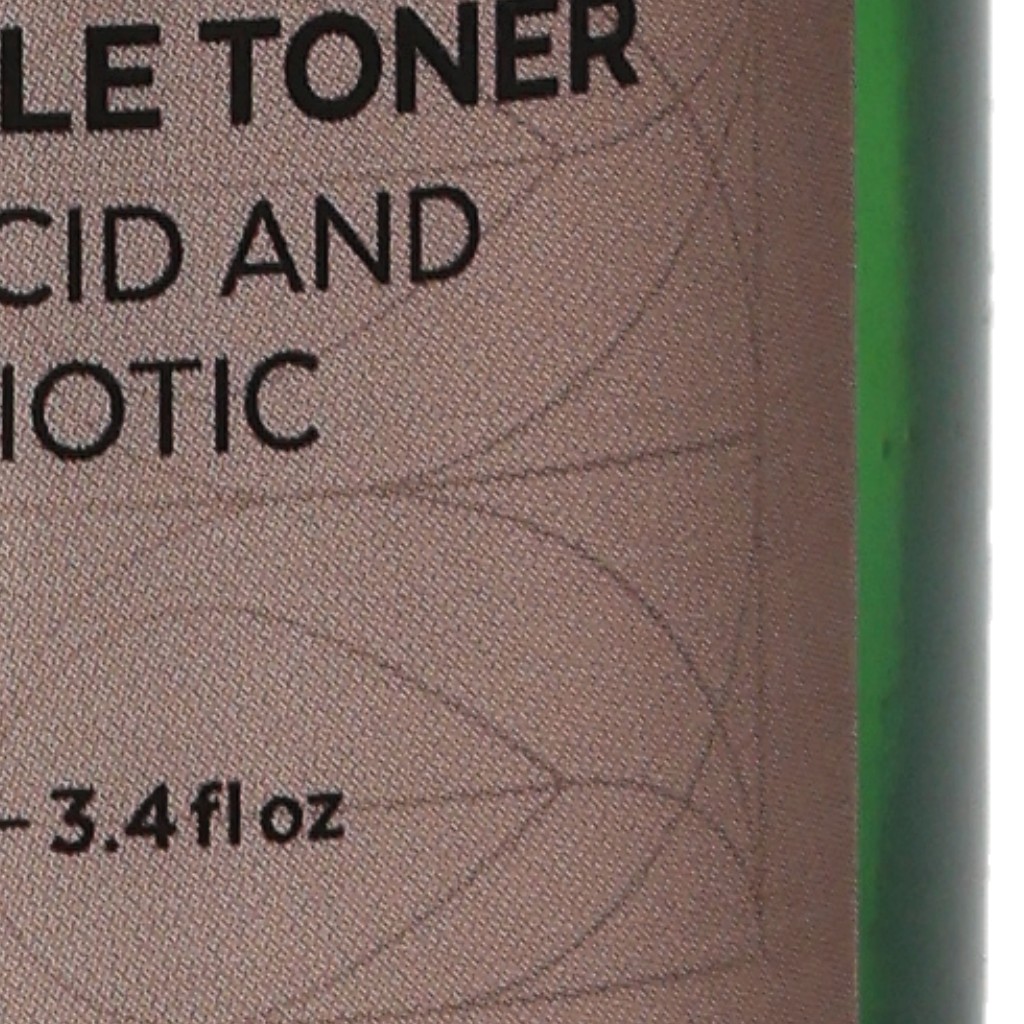 LE TONER
CID AND
IOTIC
– 3.4 fl oz